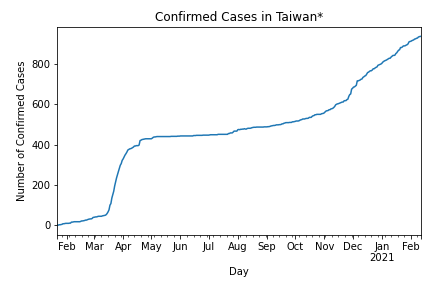 Confirmed Cases in Taiwan*
Number of Confirmed Cases
800
600
400
200
0
Feb Mar Apr May Jun Jul Aug Sep Oct Nov Dec Jan Feb
2021
Day